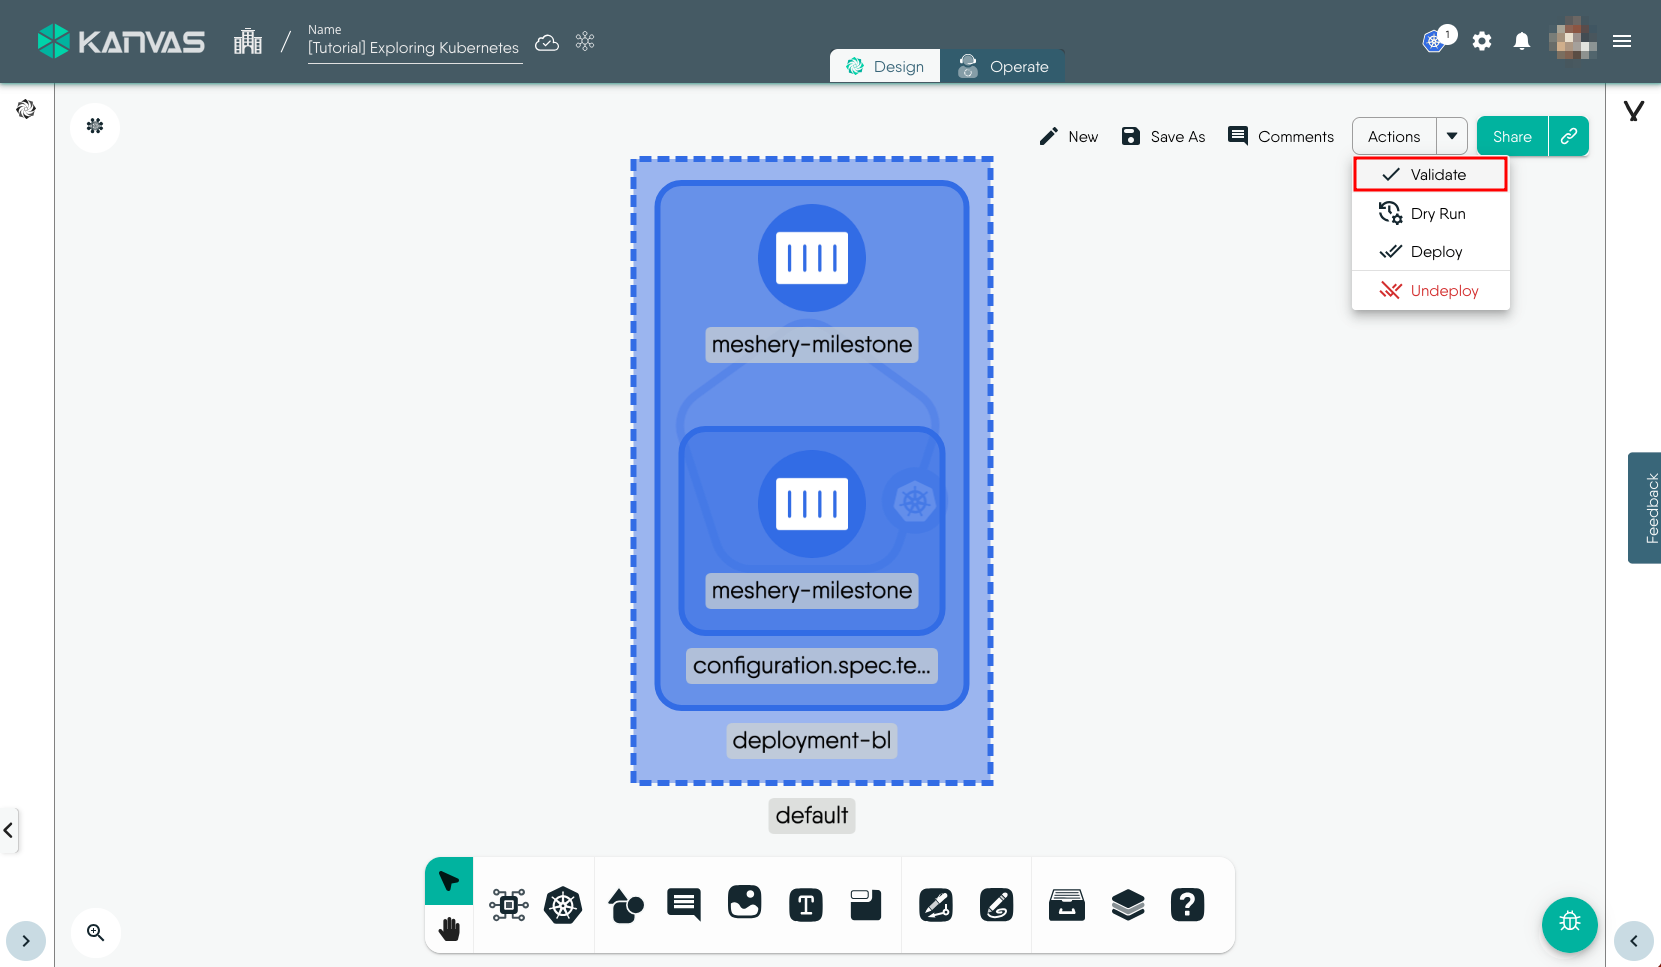 KANVAS
Name
[Tutorial] Exploring Kubernetes
1
Design
Operate
New
Save As
Comments
Actions
Share
Validate
Dry Run
Deploy
Undeploy
meshery-milestone
meshery-milestone
configuration.spec.te...
deployment-bl
default
Feedback
T
?